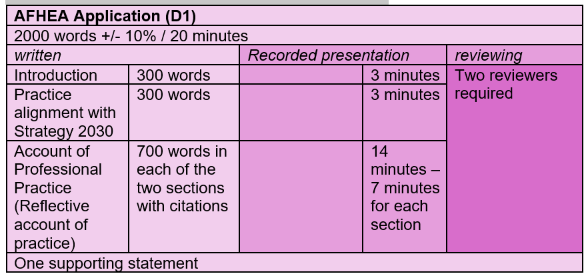 AFHEA Application (D1)
2000 words +/- 10% / 20 minutes
written
Recorded presentation
reviewing
Introduction
300 words
3 minutes
Two reviewers
required
Practice
alignment with
Strategy 2030
300 words
3 minutes
Account of
Professional
Practice
(Reflective
account of
practice)
700 words in
each of the
two sections
with citations
14
minutes –
7 minutes
for each
section
One supporting statement